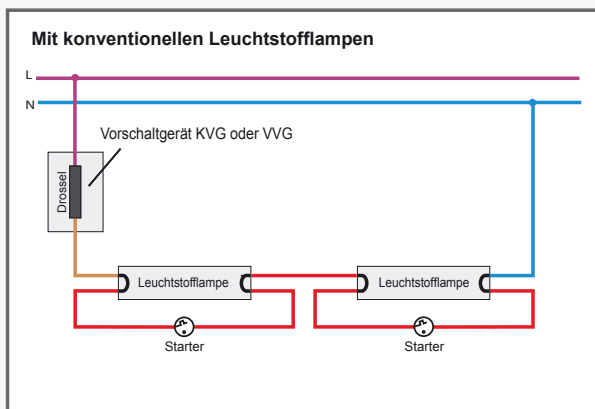 Mit konventionellen Leuchtstofflampen
L
N
Vorschaltgerät KVG oder VVG
Drossel
Leuchtstofflampe
Leuchtstofflampe
Starter
Starter